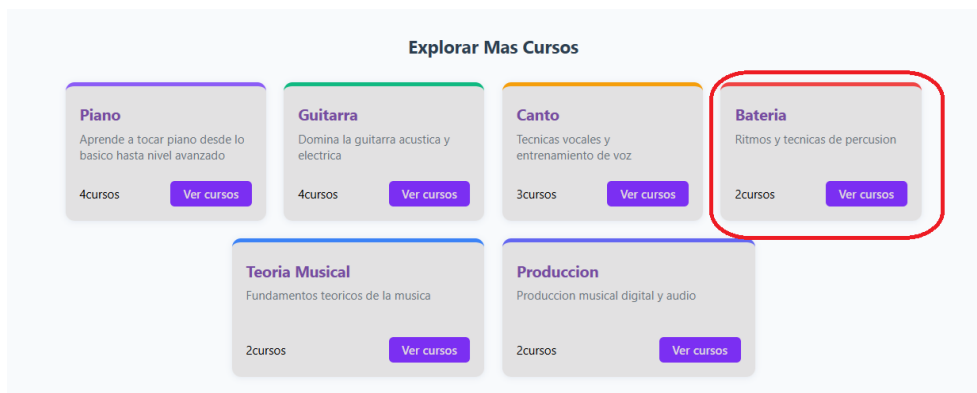 Explorar Mas Cursos
Piano
Aprende a tocar piano desde lo
basico hasta nivel avanzado
4cursos
Ver cursos
Guitarra
Domina la guitarra acustica y
electrica
4cursos
Ver cursos
Canto
Tecnicas vocales y
entrenamiento de voz
3cursos
Ver cursos
Bateria
Ritmos y tecnicas de percusion
2cursos
Ver cursos
Teoria Musical
Fundamentos teoricos de la musica
2cursos
Ver cursos
Produccion
Produccion musical digital y audio
2cursos
Ver cursos